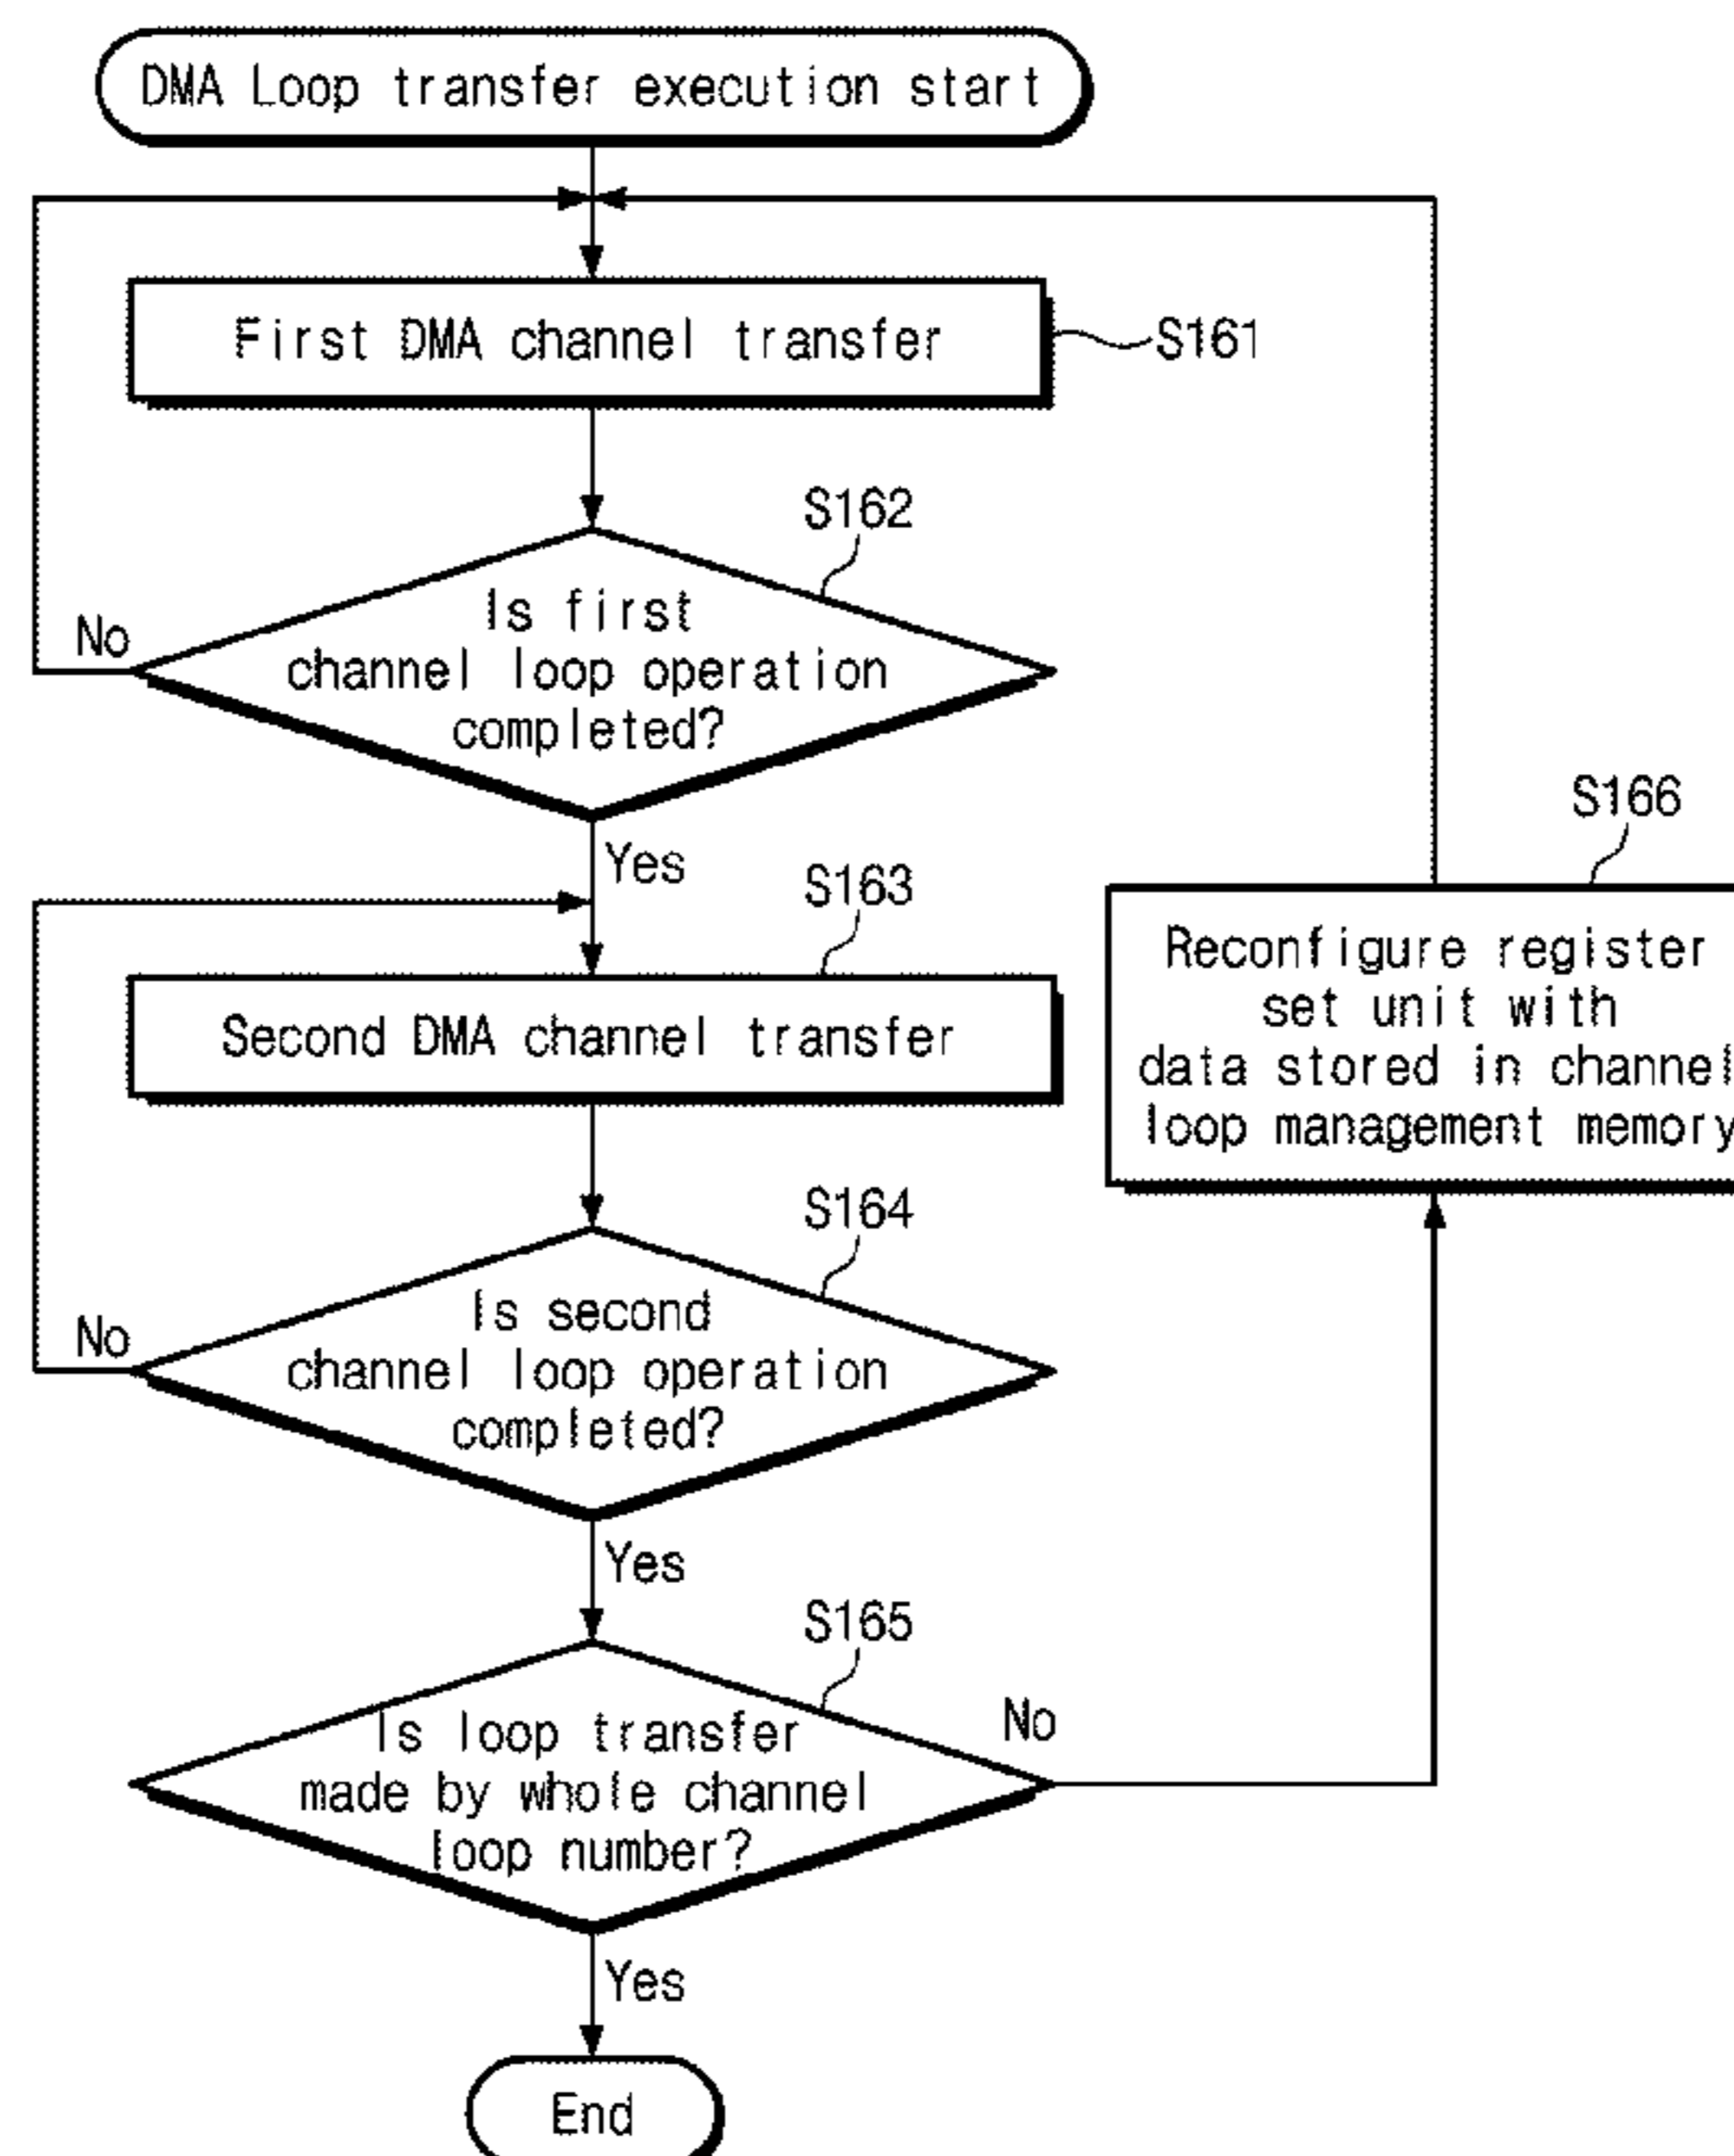 DMA Loop transfer execution start
First DMA channel transfer
S161
S162
Is first
channel loop operation
completed?
No
Yes
S163
Second DMA channel transfer
S164
Is second
channel loop operation
completed?
No
Yes
S165
Is loop transfer
made by whole channel
loop number?
No
Yes
End
S166
Reconfigure register
set unit with
data stored in channel
loop management memory